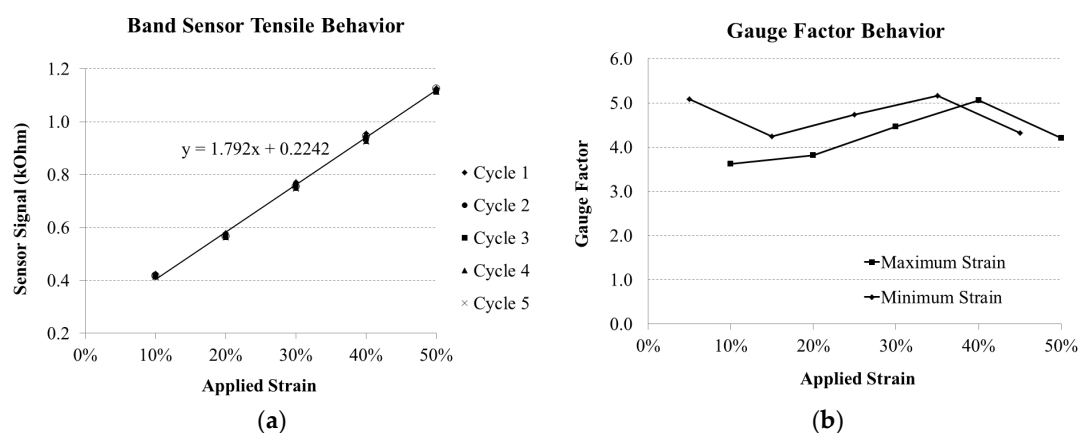 Band Sensor Tensile Behavior
1.2
1.0
0.8
0.6
0.4
0.2
Sensor Signal (kOhm)
y = 1.792x + 0.2242
Cycle 1
Cycle 2
Cycle 3
Cycle 4
Cycle 5
0% 10% 20% 30% 40% 50%
Applied Strain
(a)
Gauge Factor Behavior
6.0
5.0
4.0
3.0
2.0
1.0
0.0
Gauge Factor
Maximum Strain
Minimum Strain
0% 10% 20% 30% 40% 50%
Applied Strain
(b)